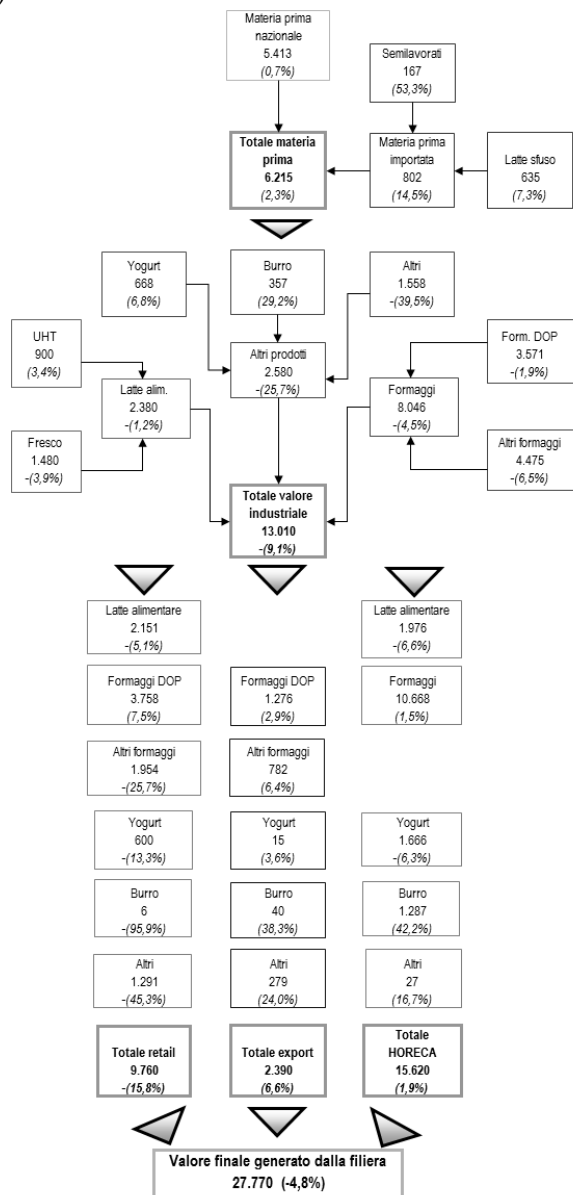 Materia prima
nazionale
5.413
(0,7%)
Semilavorati
167
(53,3%)
Totale materia
prima
6.215
(2,3%)
Materia prima
importata
802
(14,5%)
Latte sfuso
635
(7,3%)
Yogurt
668
(6,8%)
Burro
357
(29,2%)
Altri
1.558
-(39,5%)
UHT
900
(3,4%)
Altri prodotti
2.580
-(25,7%)
Form. DOP
3.571
-(1,9%)
Latte alim.
2.380
-(1,2%)
Formaggi
8.046
-(4,5%)
Fresco
1.480
-(3,9%)
Altri formaggi
4.475
-(6,5%)
Totale valore
industriale
13.010
-(9,1%)
Latte alimentare
2.151
-(5,1%)
Latte alimentare
1.976
-(6,6%)
Formaggi DOP
3.758
(7,5%)
Formaggi DOP
1.276
(2,9%)
Formaggi
10.668
(1,5%)
Altri formaggi
1.954
-(25,7%)
Altri formaggi
782
(6,4%)
Yogurt
600
-(13,3%)
Yogurt
15
(3,6%)
Yogurt
1.666
-(6,3%)
Burro
6
-(95,9%)
Burro
40
(38,3%)
Burro
1.287
(42,2%)
Altri
1.291
-(45,3%)
Altri
279
(24,0%)
Altri
27
(16,7%)
Totale retail
9.760
-(15,8%)
Totale export
2.390
(6,6%)
Totale
HORECA
15.620
(1,9%)
Valore finale generato dalla filiera
27.770 (-4,8%)